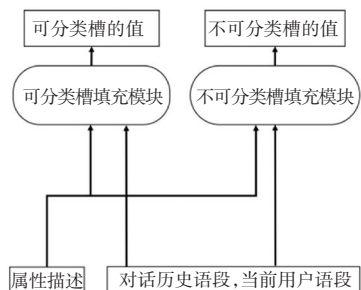 可分类槽的值
不可分类槽的值
可分类槽填充模块
不可分类槽填充模块
属性描述
对话历史语段,当前用户语段